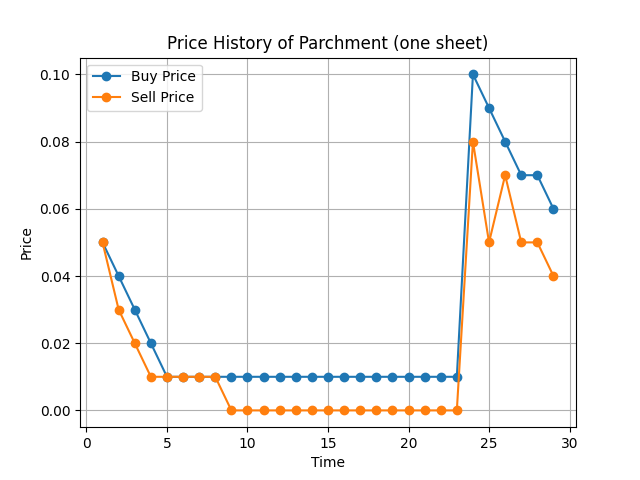 Price History of Parchment (one sheet)
Buy Price
Sell Price
Price
0.10
0.08
0.06
0.04
0.02
0.00
0
5
10
15
20
25
30
Time